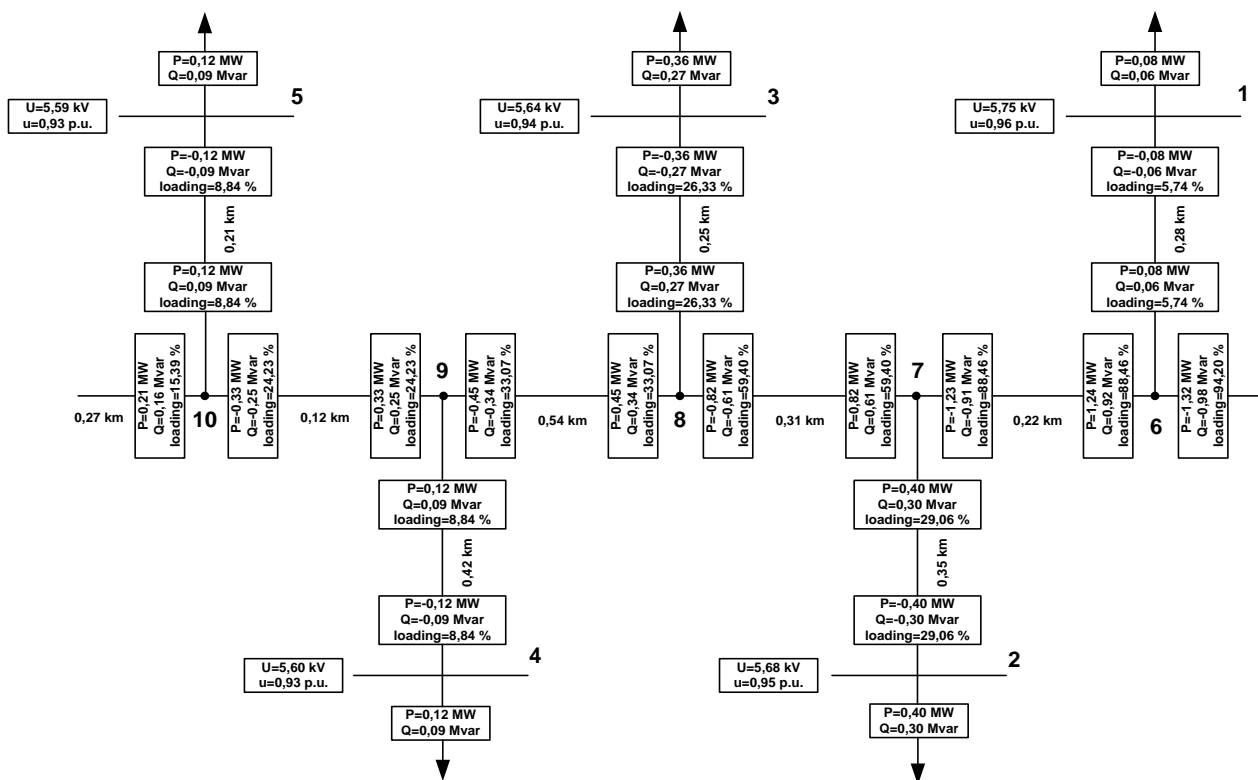 P=0,12 MW
Q=0,09 Mvar
P=0,36 MW
Q=0,27 Mvar
P=0,08 MW
Q=0,06 Mvar
5
3
1
U=5,59 kV
u=0,93 p.u.
U=5,64 kV
u=0,94 p.u.
U=5,75 kV
u=0,96 p.u.
P=-0,12 MW
Q=-0,09 Mvar
loading=8,84 %
P=-0,36 MW
Q=-0,27 Mvar
loading=26,33 %
P=-0,08 MW
Q=-0,06 Mvar
loading=5,74 %
0,21 km
0,25 km
0,28 km
P=0,12 MW
Q=0,09 Mvar
loading=8,84 %
P=0,36 MW
Q=0,27 Mvar
loading=26,33 %
P=0,08 MW
Q=0,06 Mvar
loading=5,74 %
0,27 km
P=0,21 MW
Q=0,16 Mvar
loading=15,39 %
10
P=-0,33 MW
Q=-0,25 Mvar
loading=24,23 %
0,12 km
P=0,33 MW
Q=0,25 Mvar
loading=24,23 %
9
P=-0,45 MW
Q=-0,34 Mvar
loading=33,07 %
0,54 km
P=0,45 MW
Q=0,34 Mvar
loading=33,07 %
8
P=-0,82 MW
Q=-0,61 Mvar
loading=59,40 %
0,31 km
P=0,82 MW
Q=0,61 Mvar
loading=59,40 %
7
P=-1,23 MW
Q=-0,91 Mvar
loading=88,46 %
0,22 km
P=1,24 MW
Q=0,92 Mvar
loading=88,46 %
6
P=-1,32 MW
Q=-0,98 Mvar
loading=94,20 %
P=0,12 MW
Q=0,09 Mvar
loading=8,84 %
P=0,40 MW
Q=0,30 Mvar
loading=29,06 %
0,42 km
0,35 km
P=-0,12 MW
Q=-0,09 Mvar
loading=8,84 %
P=-0,40 MW
Q=-0,30 Mvar
loading=29,06 %
4
2
U=5,60 kV
u=0,93 p.u.
U=5,68 kV
u=0,95 p.u.
P=0,12 MW
Q=0,09 Mvar
P=0,40 MW
Q=0,30 Mvar